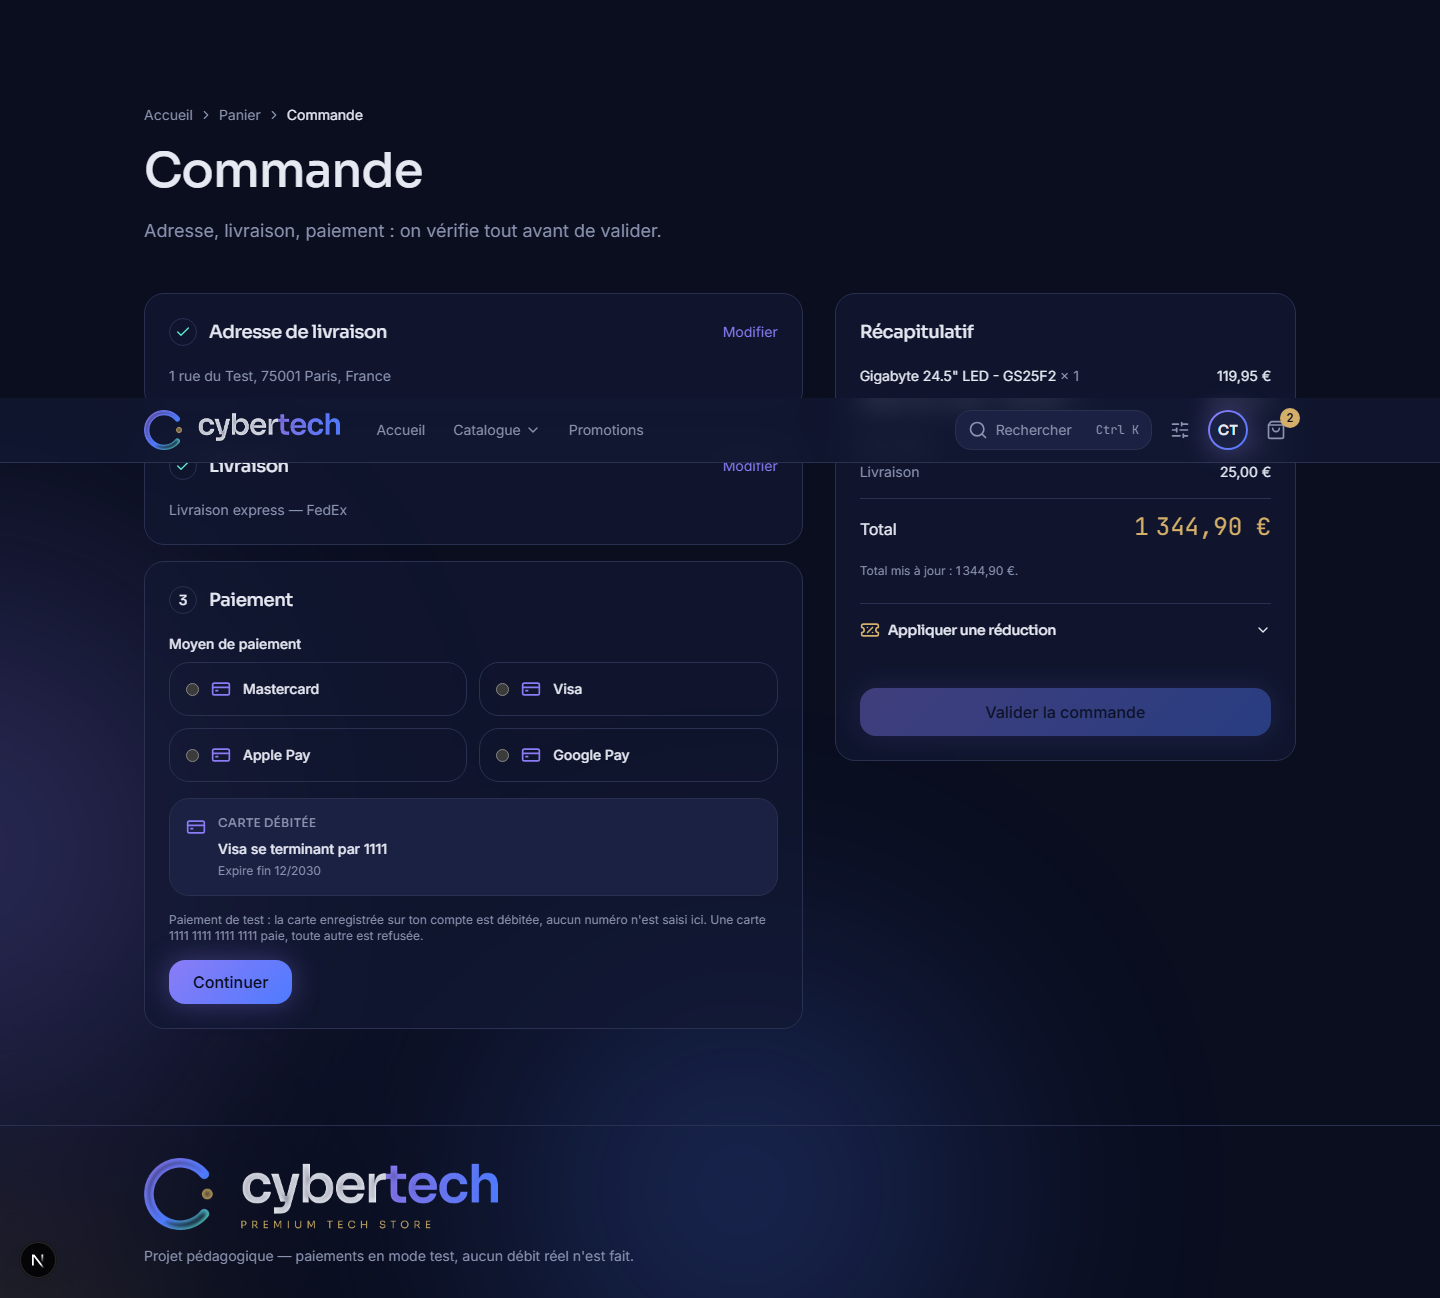 Accueil > Panier > Commande
Commande
Adresse, livraison, paiement : on vérifie tout avant de valider.
Adresse de livraison
Modifier
1 rue du Test, 75001 Paris, France
Récapitulatif
Gigabyte 24.5" LED - GS25F2 × 1
119,95 €
cybertech
Accueil
Catalogue
Promotions
Rechercher
Ctrl K
CT
2
Livraison
Modifier
Livraison express — FedEx
Livraison
25,00 €
Total
1 344,90 €
Total mis à jour : 1 344,90 €.
Appliquer une réduction
Valider la commande
3
Paiement
Moyen de paiement
Mastercard
Visa
Apple Pay
Google Pay
CARTE DÉBITÉE
Visa se terminant par 1111
Expire fin 12/2030
Paiement de test : la carte enregistrée sur ton compte est débitée, aucun numéro n'est saisi ici. Une carte
1111 1111 1111 1111 paie, toute autre est refusée.
Continuer
cybertech
PREMIUM TECH STORE
Projet pédagogique — paiements en mode test, aucun débit réel n'est fait.
N